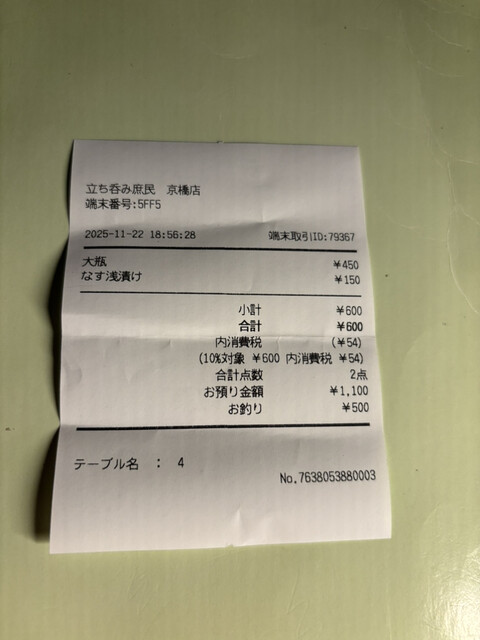 立ち呑み庶民 京橋店
端末番号:5FF5
2025-11-22 18:56:28 端末取引ID:79367
大瓶 ¥450
なす浅漬け ¥150
小計 ¥600
合計 ¥600
内消費税 (¥54)
(10%対象 ¥600 内消費税 ¥54)
合計点数 2点
お預り金額 ¥1,100
お釣り ¥500
テーブル名 : 4
No.7638053880003